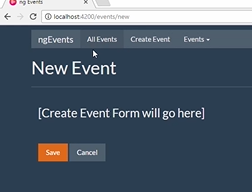 ng Events
localhost:4200/events/new
ngEvents All Events Create Event Events
New Event
[Create Event Form will go here]
Save Cancel